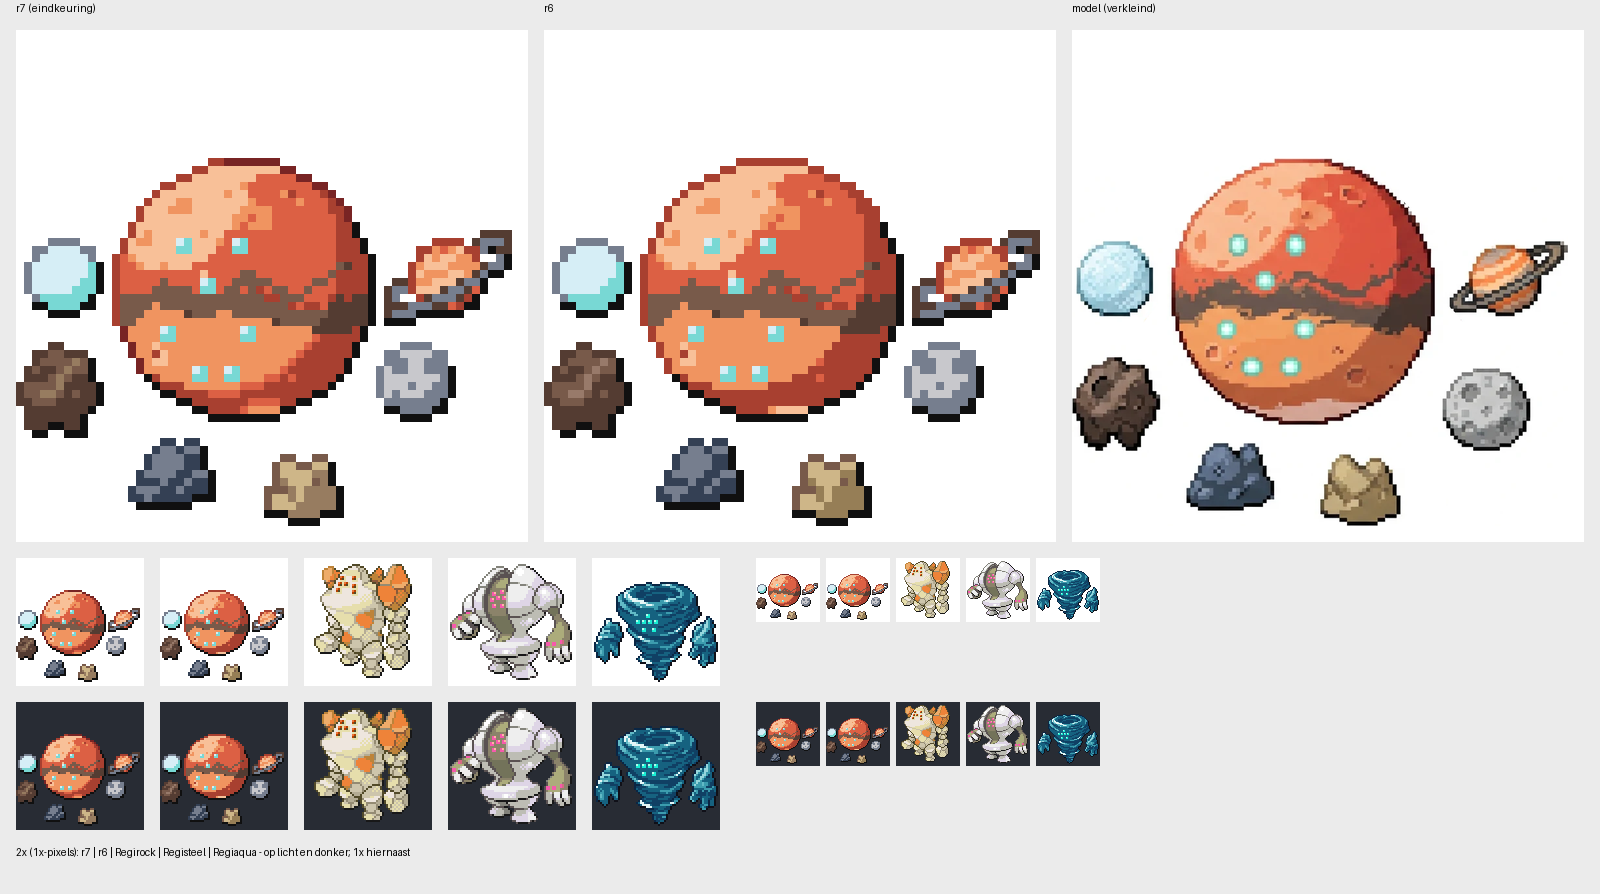 r7 (eindkeuring)
r6
model (verkleind)
2x (1x-pixels): r7 | r6 | Regirock | Registeel | Regiaqua - op licht en donker; 1x hiernaast